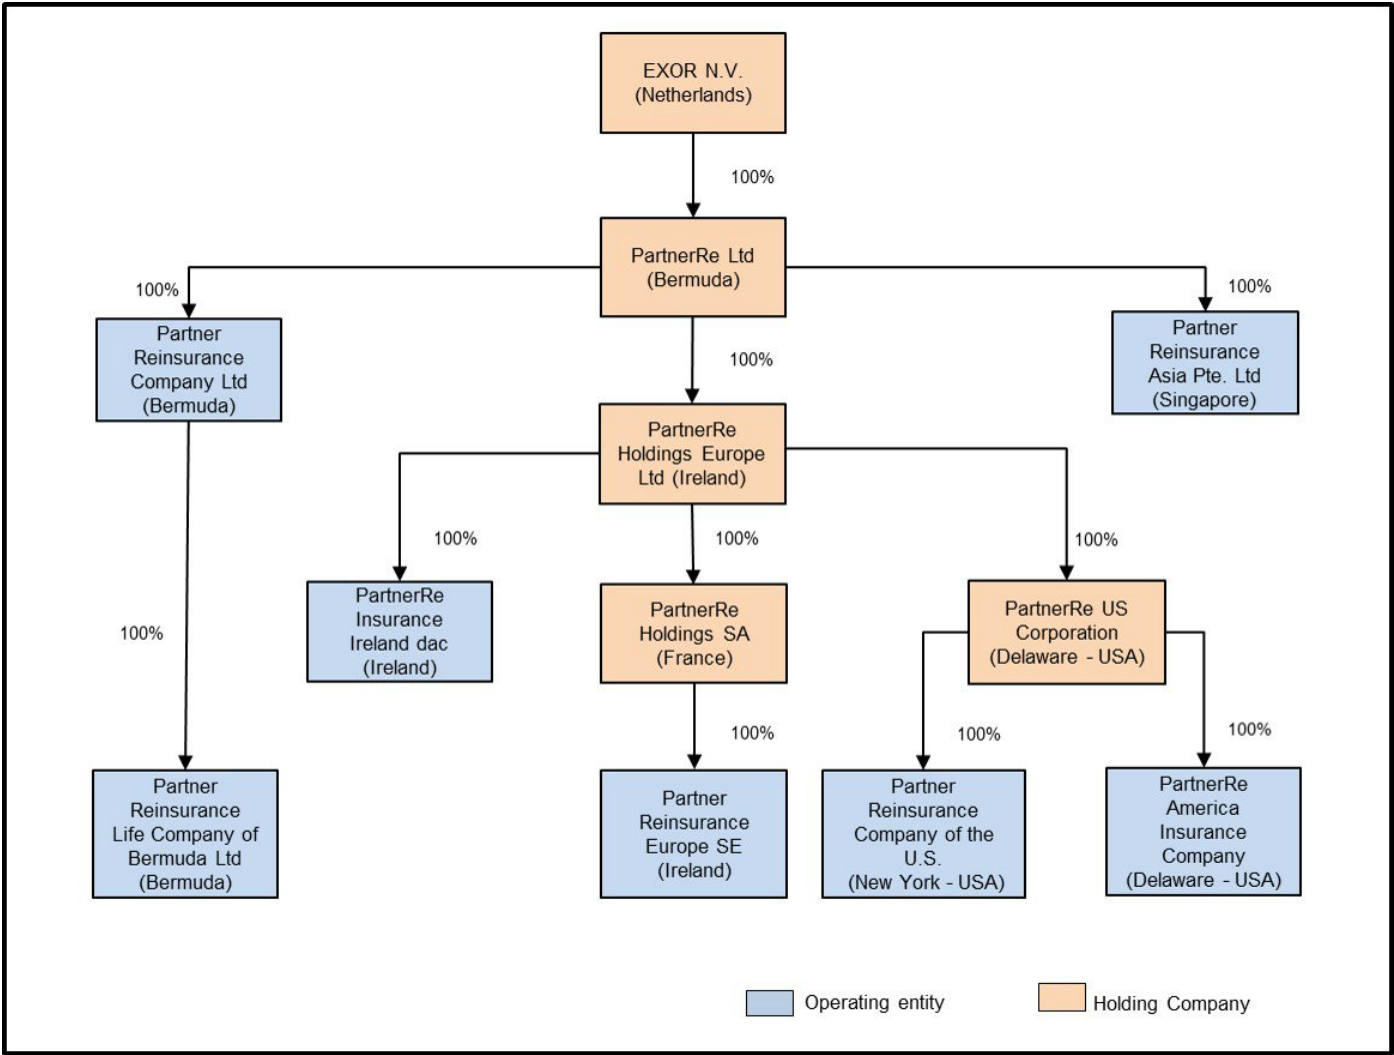 EXOR N.V.
(Netherlands)
100%
PartnerRe Ltd
(Bermuda)
100%
100%
100%
Partner
Reinsurance
Company Ltd
(Bermuda)
Partner
Reinsurance
Asia Pte. Ltd
(Singapore)
PartnerRe
Holdings Europe
Ltd (Ireland)
100%
100%
100%
100%
PartnerRe
Insurance
Ireland dac
(Ireland)
PartnerRe
Holdings SA
(France)
PartnerRe US
Corporation
(Delaware - USA)
100%
100%
100%
Partner
Reinsurance
Life Company of
Bermuda Ltd
(Bermuda)
Partner
Reinsurance
Europe SE
(Ireland)
Partner
Reinsurance
Company of the
U.S.
(New York - USA)
PartnerRe
America
Insurance
Company
(Delaware - USA)
Operating entity
Holding Company